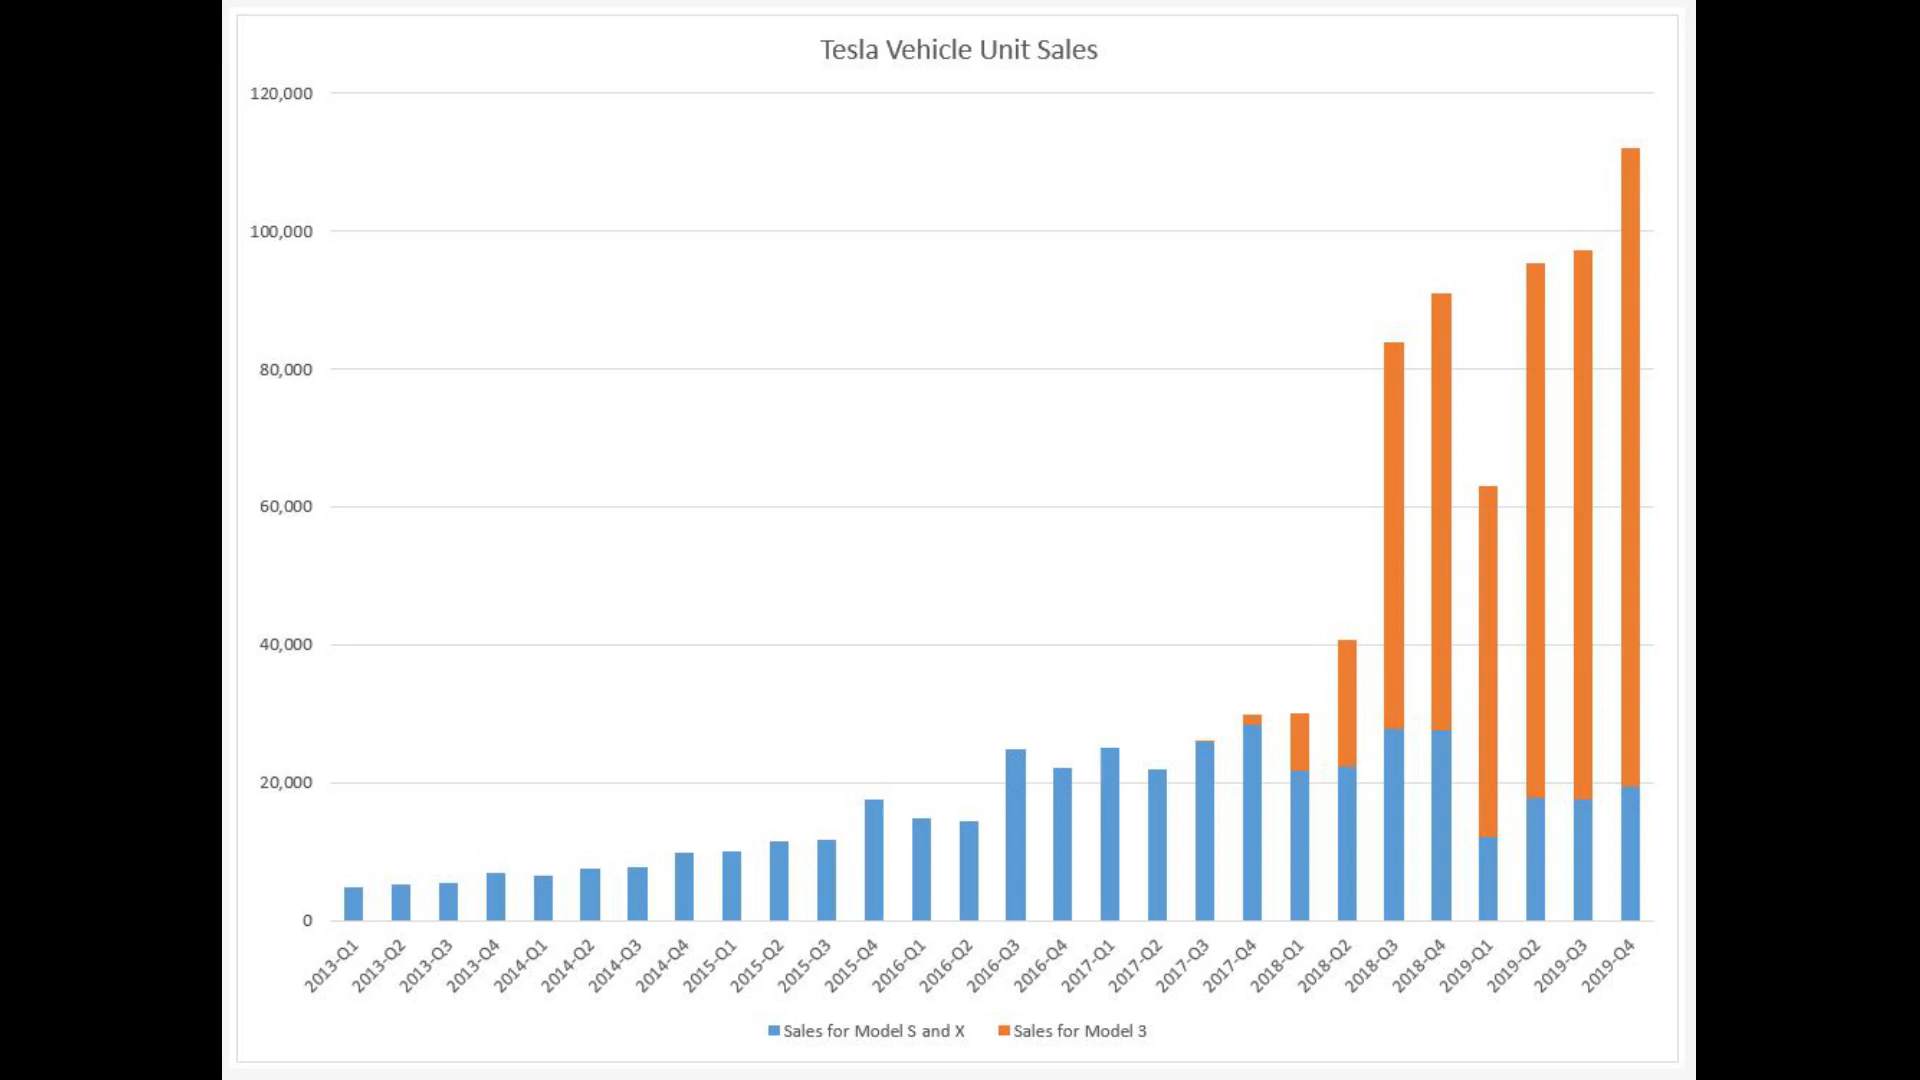 Tesla Vehicle Unit Sales
120,000
100,000
80,000
60,000
40,000
20,000
0
2013-Q1
2013-Q2
2013-Q3
2013-Q4
2014-Q1
2014-Q2
2014-Q3
2014-Q4
2015-Q1
2015-Q2
2015-Q3
2015-Q4
2016-Q1
2016-Q2
2016-Q3
2016-Q4
2017-Q1
2017-Q2
2017-Q3
2017-Q4
2018-Q1
2018-Q2
2018-Q3
2018-Q4
2019-Q1
2019-Q2
2019-Q3
2019-Q4
Sales for Model S and X
Sales for Model 3